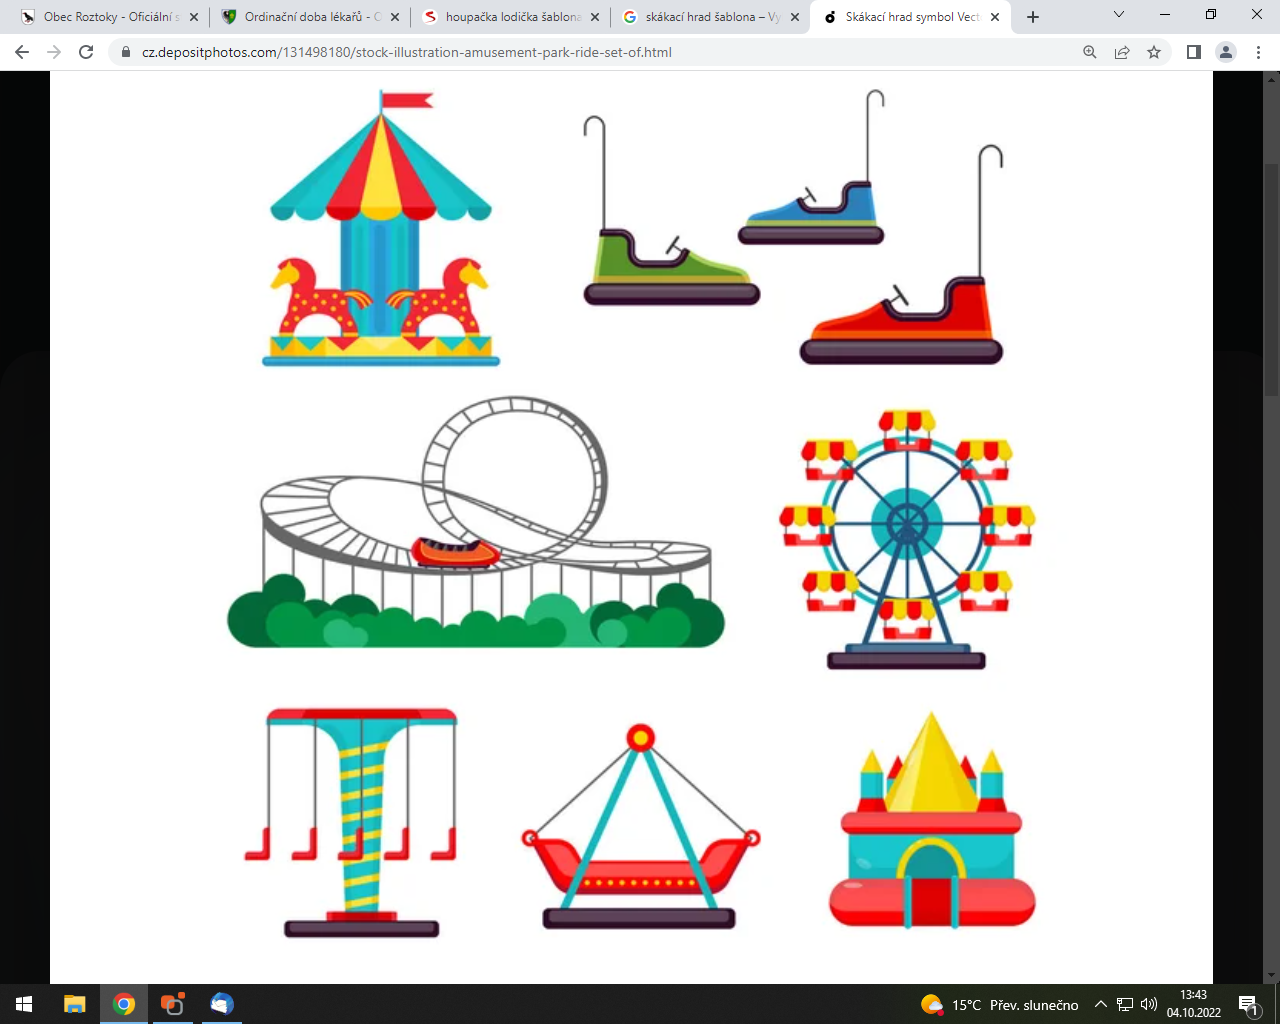 Obec Roztoky - Oficiální s
Ordinační doba lékařů - O
houpačka lodička šablona
skákací hrad šablona – Vy
Skákací hrad symbol Vect
cz.depositphotos.com/131498180/stock-illustration-amusement-park-ride-set-of.html
15°C Přev. slunečno
13:43
04.10.2022
1